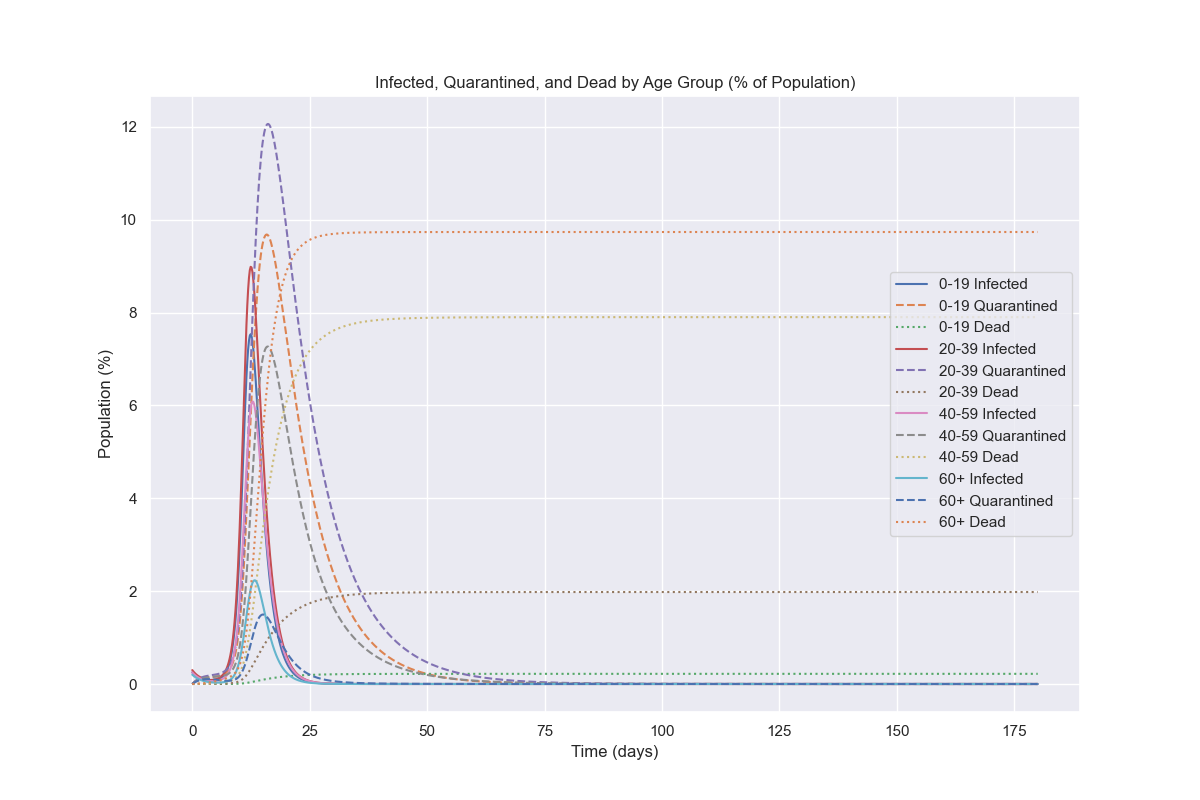 Infected, Quarantined, and Dead by Age Group (% of Population)
12
10
8
6
4
2
0
Population (%)
0-19 Infected
0-19 Quarantined
0-19 Dead
20-39 Infected
20-39 Quarantined
20-39 Dead
40-59 Infected
40-59 Quarantined
40-59 Dead
60+ Infected
60+ Quarantined
60+ Dead
0 25 50 75 100 125 150 175
Time (days)